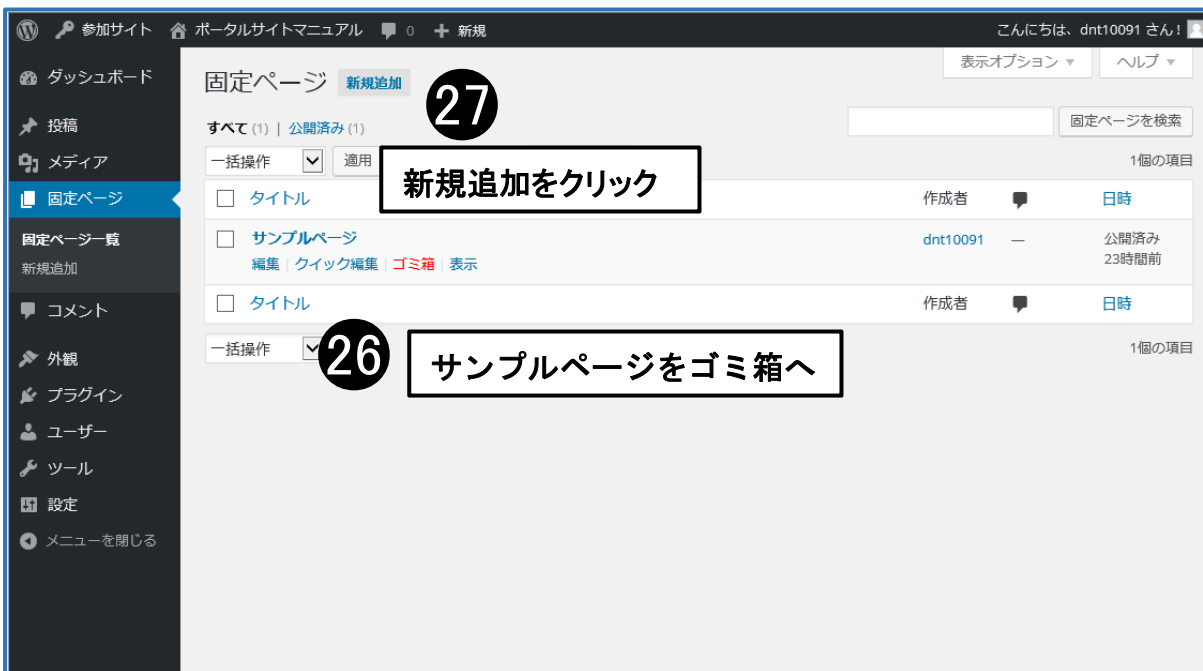 参加サイト ポータルサイトマニュアル 0 + 新規 こんにちは、dnt10091 さん!
表示オプション ▼ ヘルプ ▼
ダッシュボード
投稿
メディア
固定ページ
固定ページ一覧
新規追加
コメント
外観
プラグイン
ユーザー
ツール
設定
メニューを閉じる
固定ページ 新規追加
27
新規追加をクリック
すべて (1) | 公開済み (1)
固定ページを検索
一括操作 適用
1個の項目
タイトル 作成者 日時
サンプルページ dnt10091 — 公開済み
編集 | クイック編集 | ゴミ箱 | 表示 23時間前
タイトル 作成者 日時
一括操作
1個の項目
26
サンプルページをゴミ箱へ